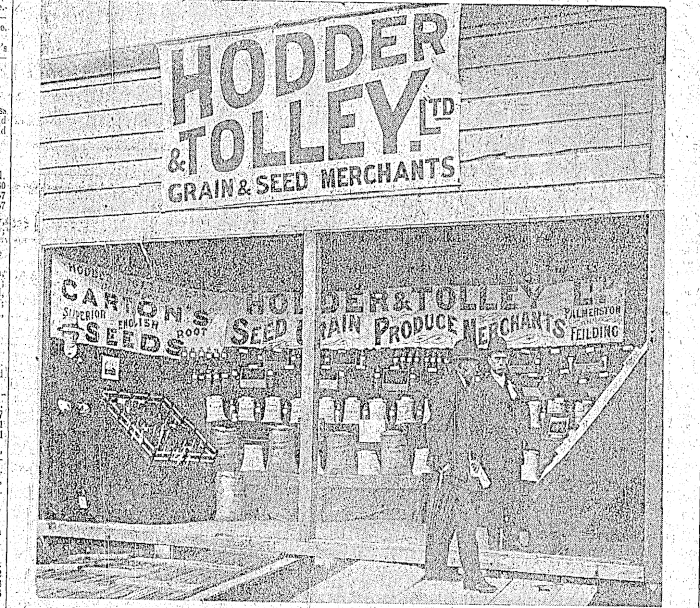 HODDER
& TOLLEY. LTD
GRAIN & SEED MERCHANTS
HODDER
CARTON'S
SUPERIOR ENGLISH ROOT
SEEDS
HODDER & TOLLEY LTD
SEED GRAIN PRODUCE MERCHANTS
PALMERSTON
FEILDING